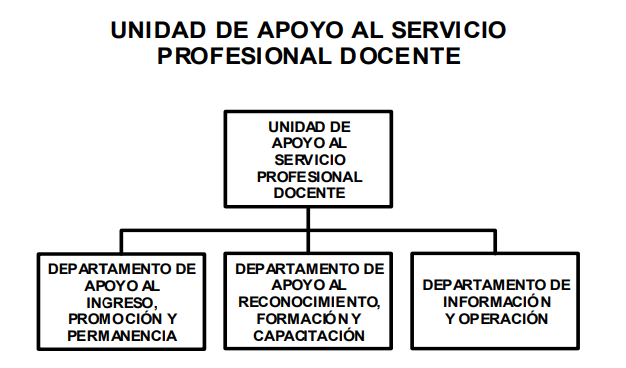 UNIDAD DE APOYO AL SERVICIO
PROFESIONAL DOCENTE
UNIDAD DE
APOYO AL
SERVICIO
PROFESIONAL
DOCENTE
DEPARTAMENTO DE
APOYO AL
INGRESO,
PROMOCIÓN Y
PERMANENCIA
DEPARTAMENTO DE
APOYO AL
RECONOCIMIENTO,
FORMACIÓN Y
CAPACITACIÓN
DEPARTAMENTO DE
INFORMACIÓN
Y OPERACIÓN